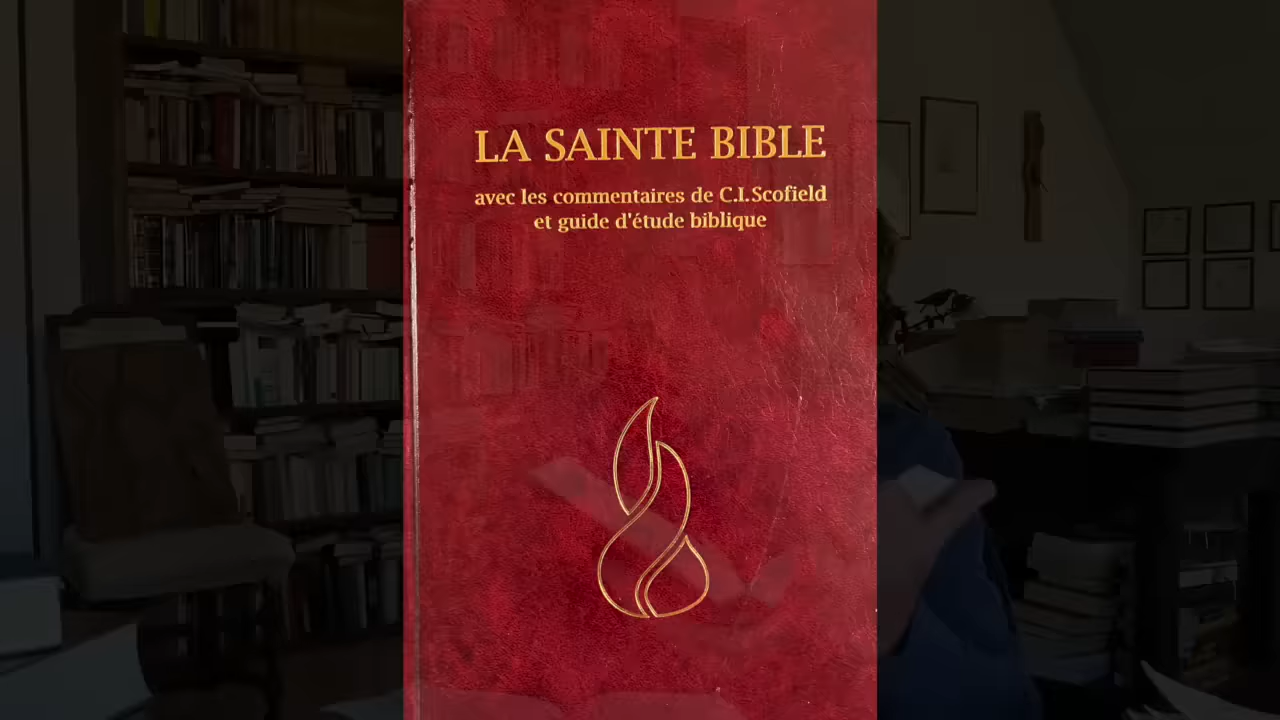 LA SAINTE BIBLE
avec les commentaires de C.I.Scofield
et guide d'étude biblique